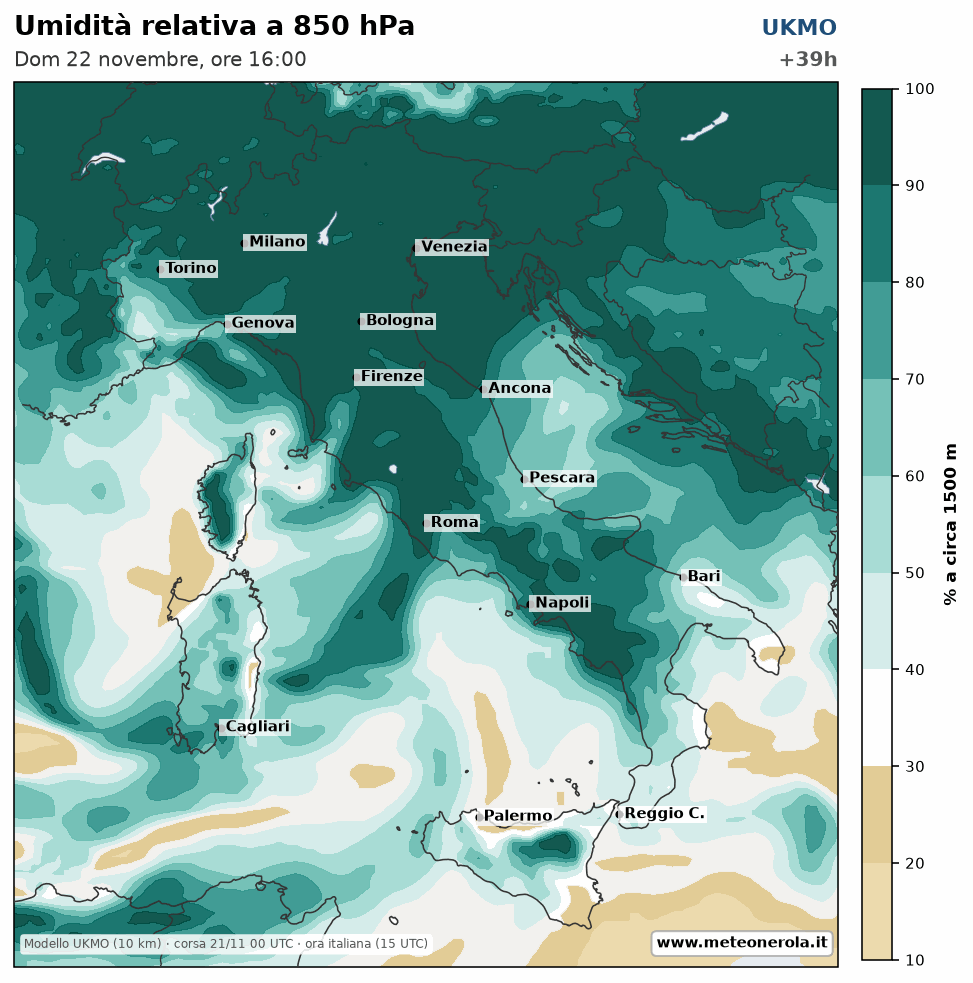 Umidità relativa a 850 hPa
UKMO
Dom 22 novembre, ore 16:00
+39h
100
90
80
70
60
50
40
30
20
10
% a circa 1500 m
Milano
Venezia
Torino
Genova
Bologna
Firenze
Ancona
Pescara
Roma
Bari
Napoli
Cagliari
Palermo
Reggio C.
Modello UKMO (10 km) · corsa 21/11 00 UTC · ora italiana (15 UTC)
www.meteonerola.it